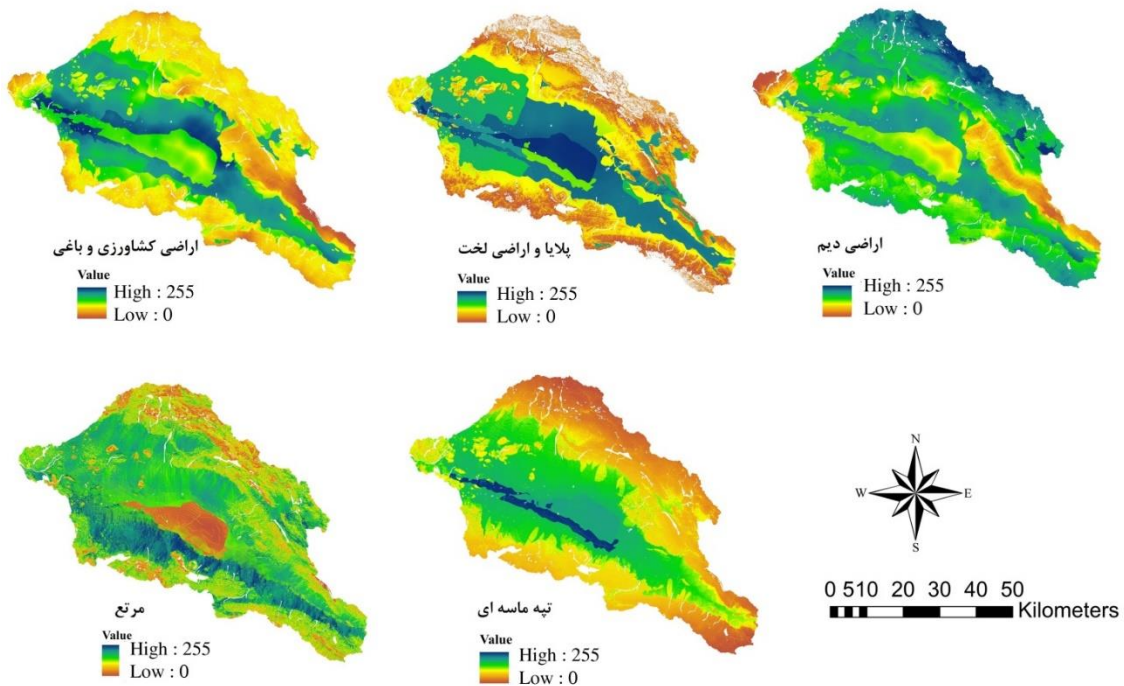 اراضی کشاورزی و باغی
Value
High : 255
Low : 0
پلایا و اراضی لخت
Value
High : 255
Low : 0
اراضی دیم
Value
High : 255
Low : 0
مرتع
Value
High : 255
Low : 0
تپه ماسه ای
Value
High : 255
Low : 0
N
W
E
S
0 5 10 20 30 40 50
Kilometers